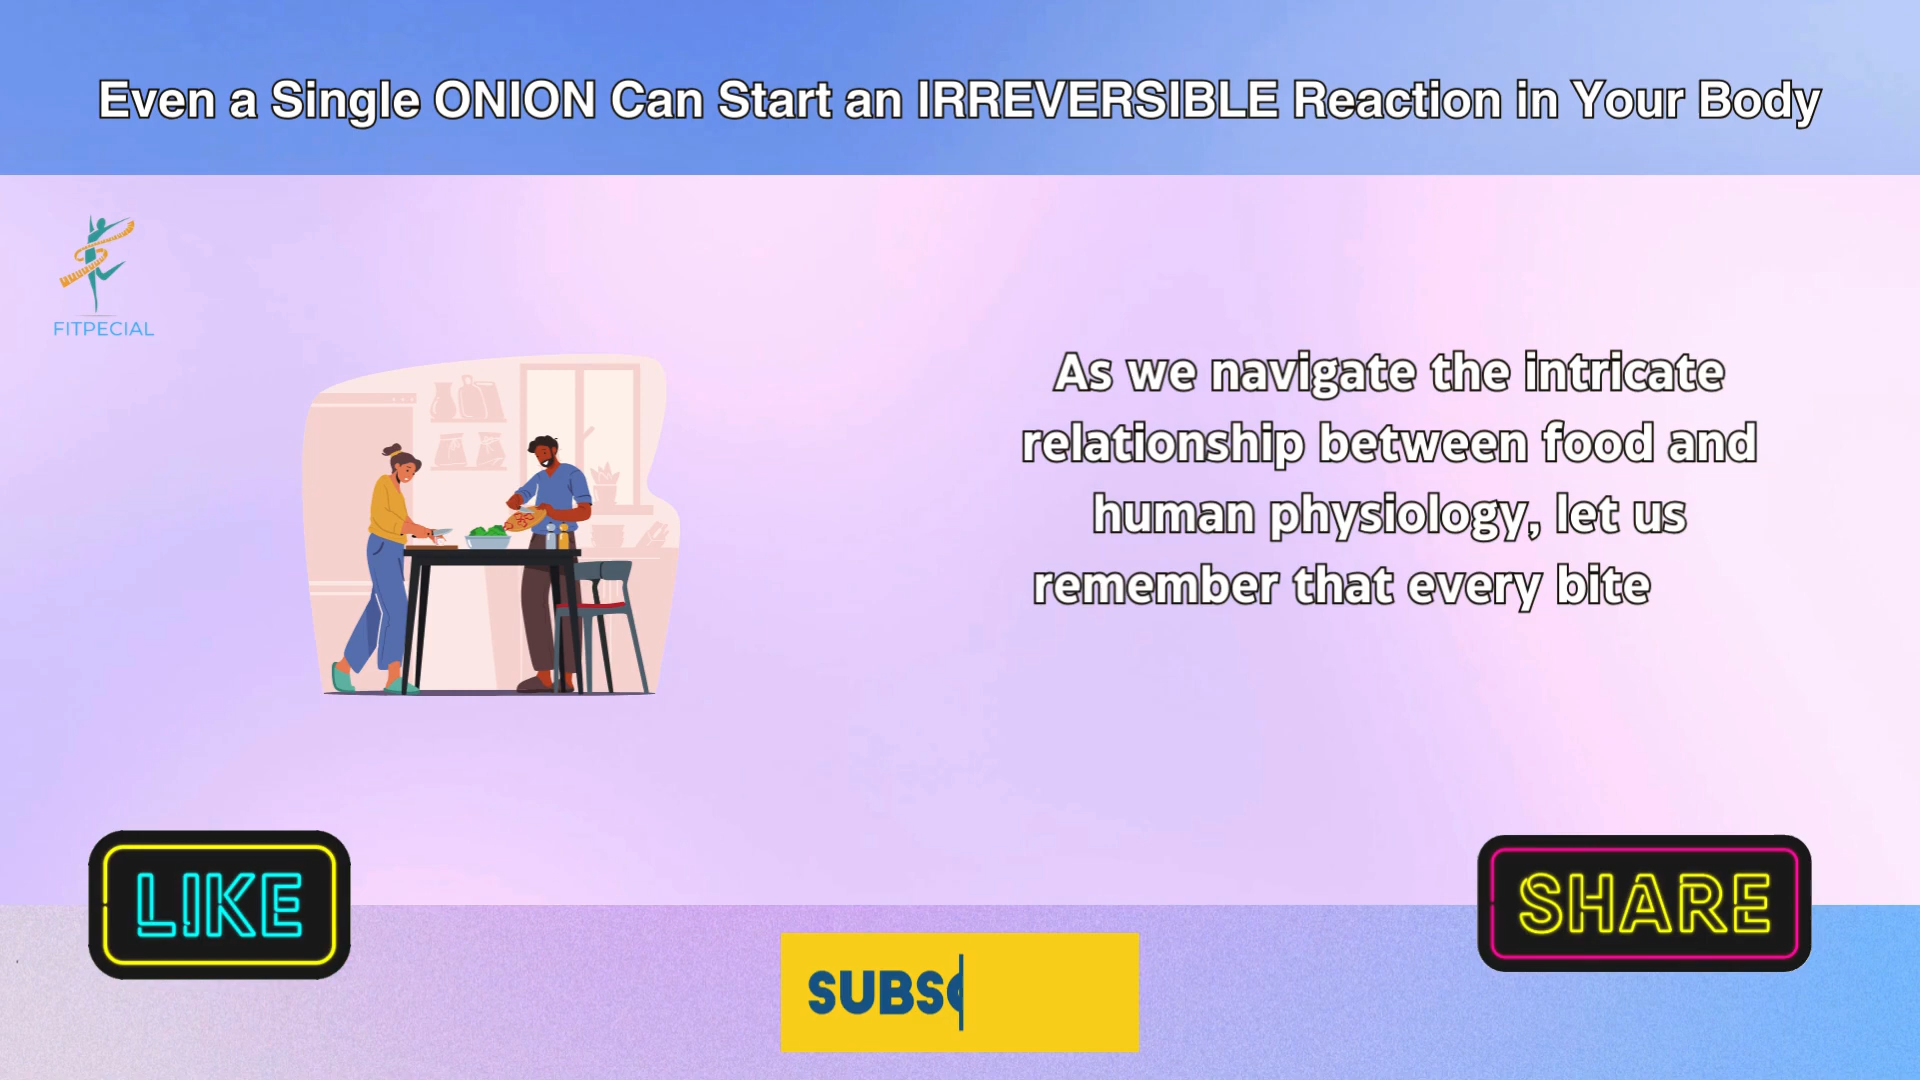 Even a Single ONION Can Start an IRREVERSIBLE Reaction in Your Body
FITPECIAL
As we navigate the intricate
relationship between food and
human physiology, let us
remember that every bite
LIKE
SHARE
SUBSC